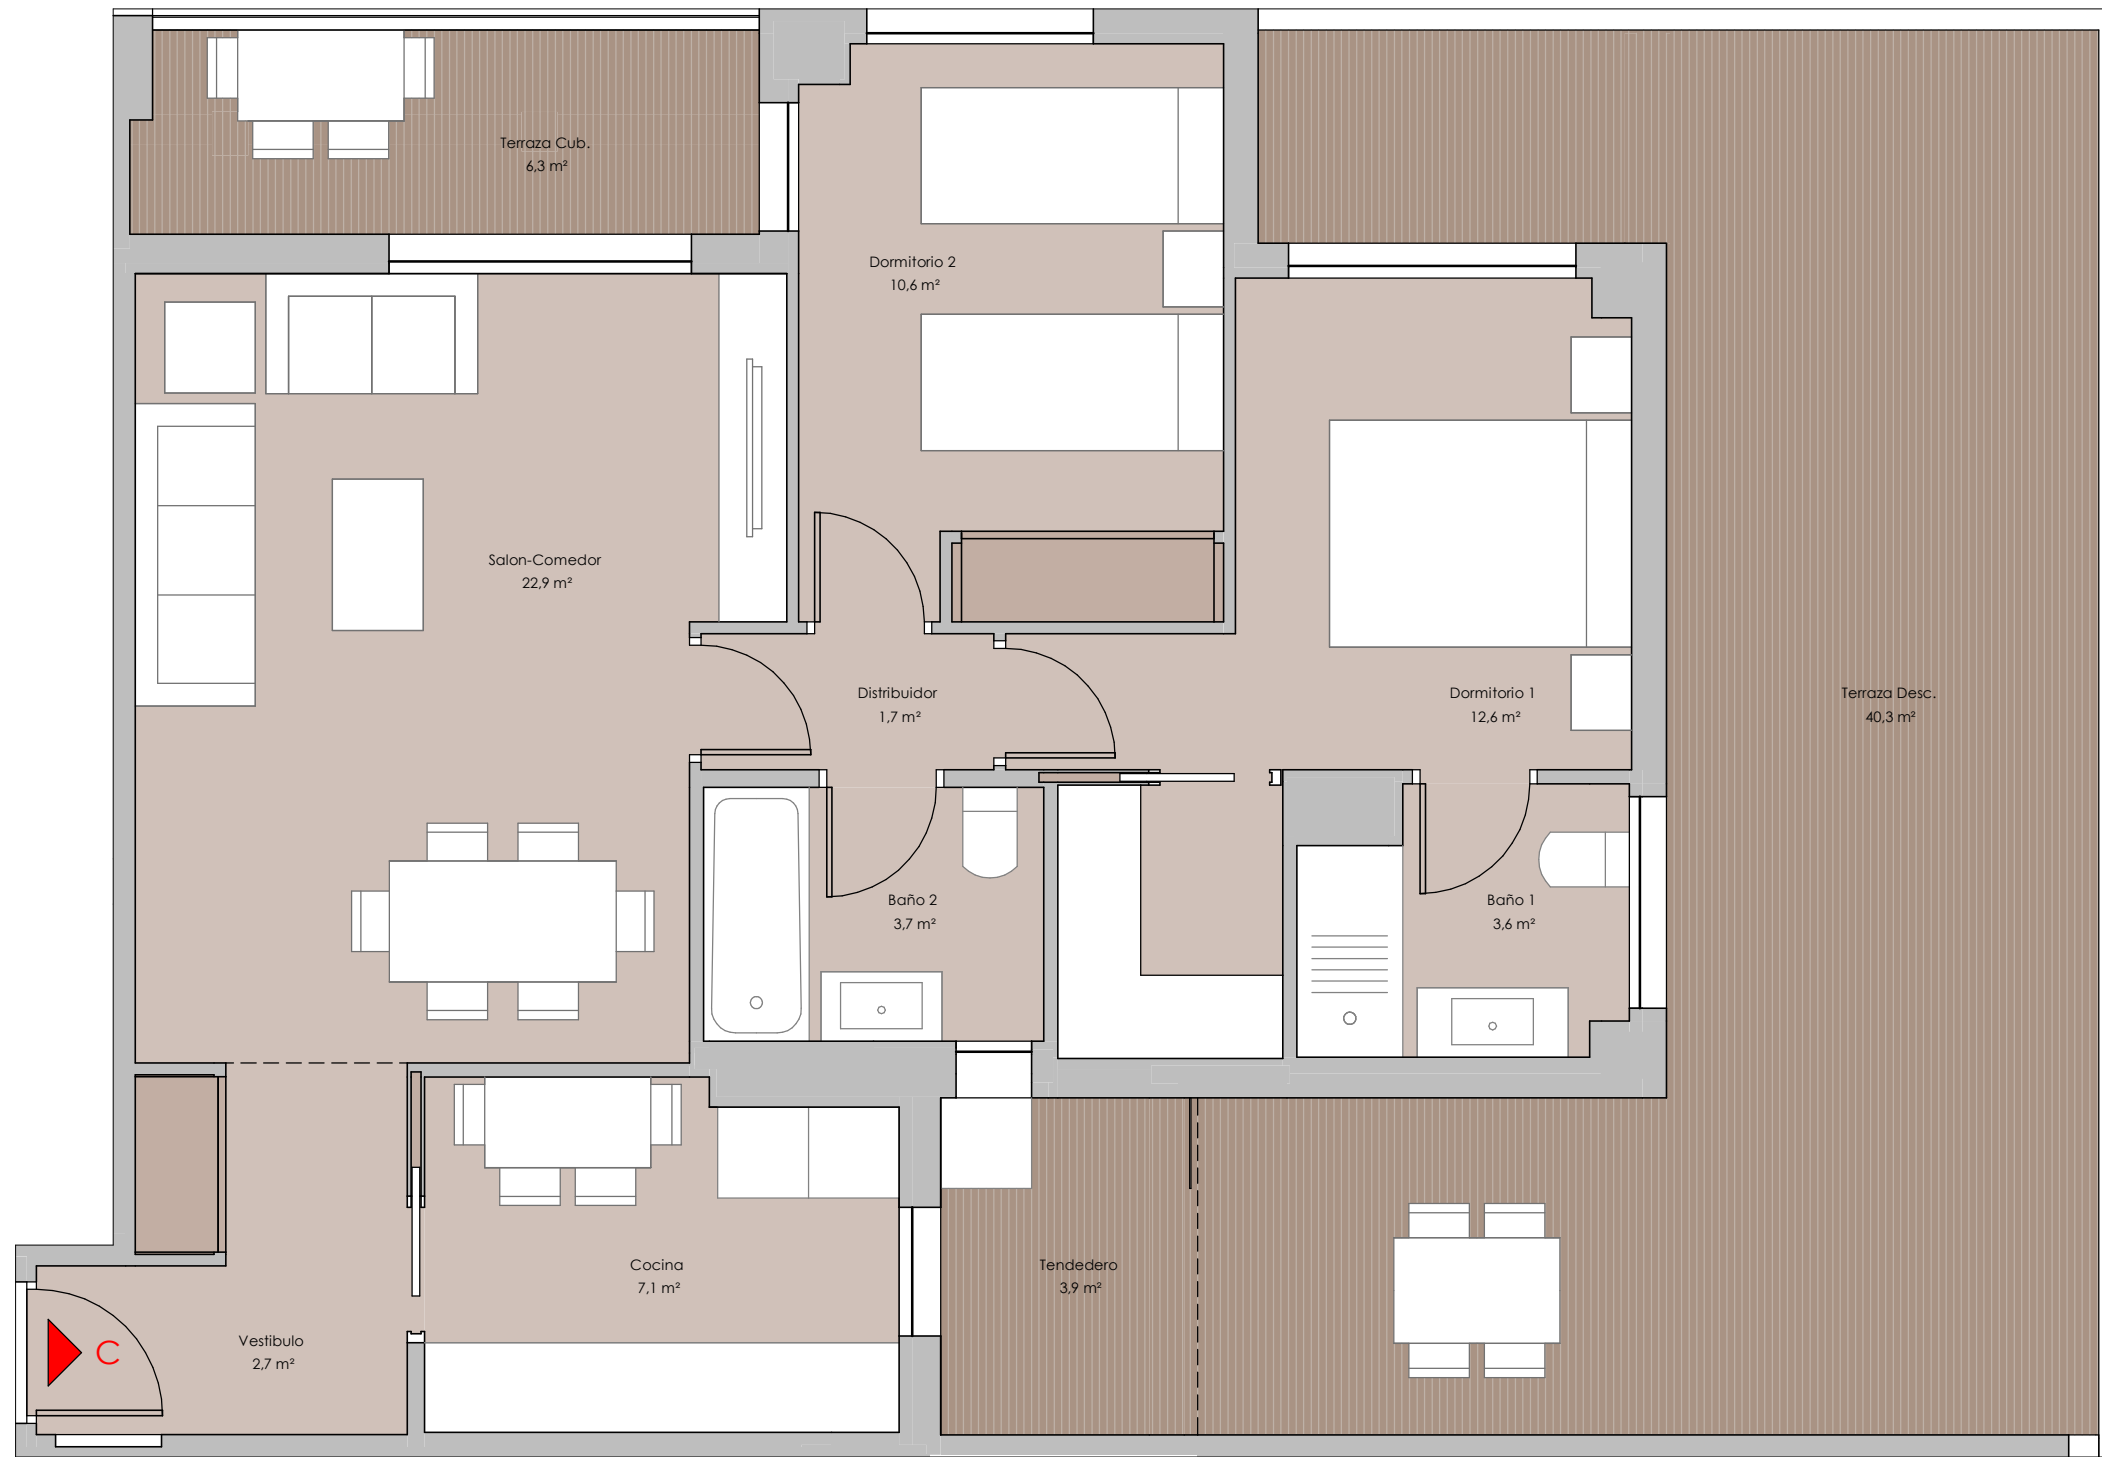 Terraza Cub.
6,3 m²
Dormitorio 2
10,6 m²
Salon-Comedor
22,9 m²
Distribuidor
1,7 m²
Dormitorio 1
12,6 m²
Terraza Desc.
40,3 m²
Baño 2
3,7 m²
Baño 1
3,6 m²
Cocina
7,1 m²
Tendedero
3,9 m²
Vestibulo
2,7 m²
C